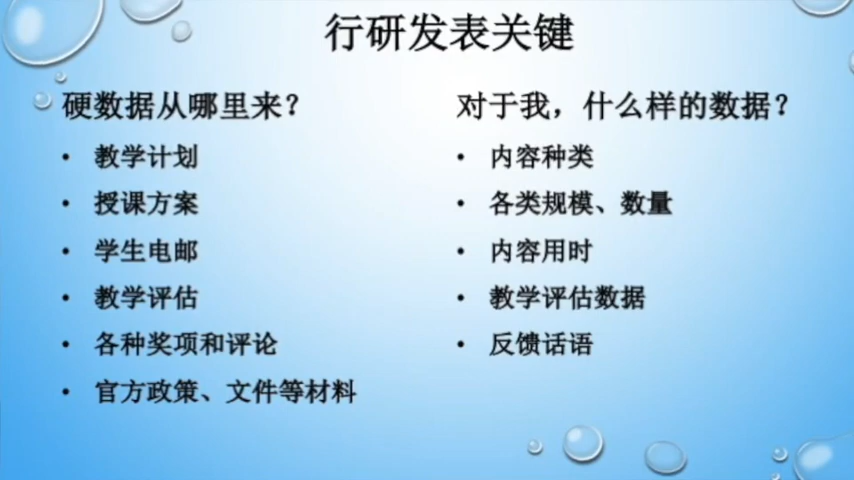 行研发表关键
硬数据从哪里来？
• 教学计划
• 授课方案
• 学生电邮
• 教学评估
• 各种奖项和评论
• 官方政策、文件等材料
对于我，什么样的数据？
• 内容种类
• 各类规模、数量
• 内容用时
• 教学评估数据
• 反馈话语